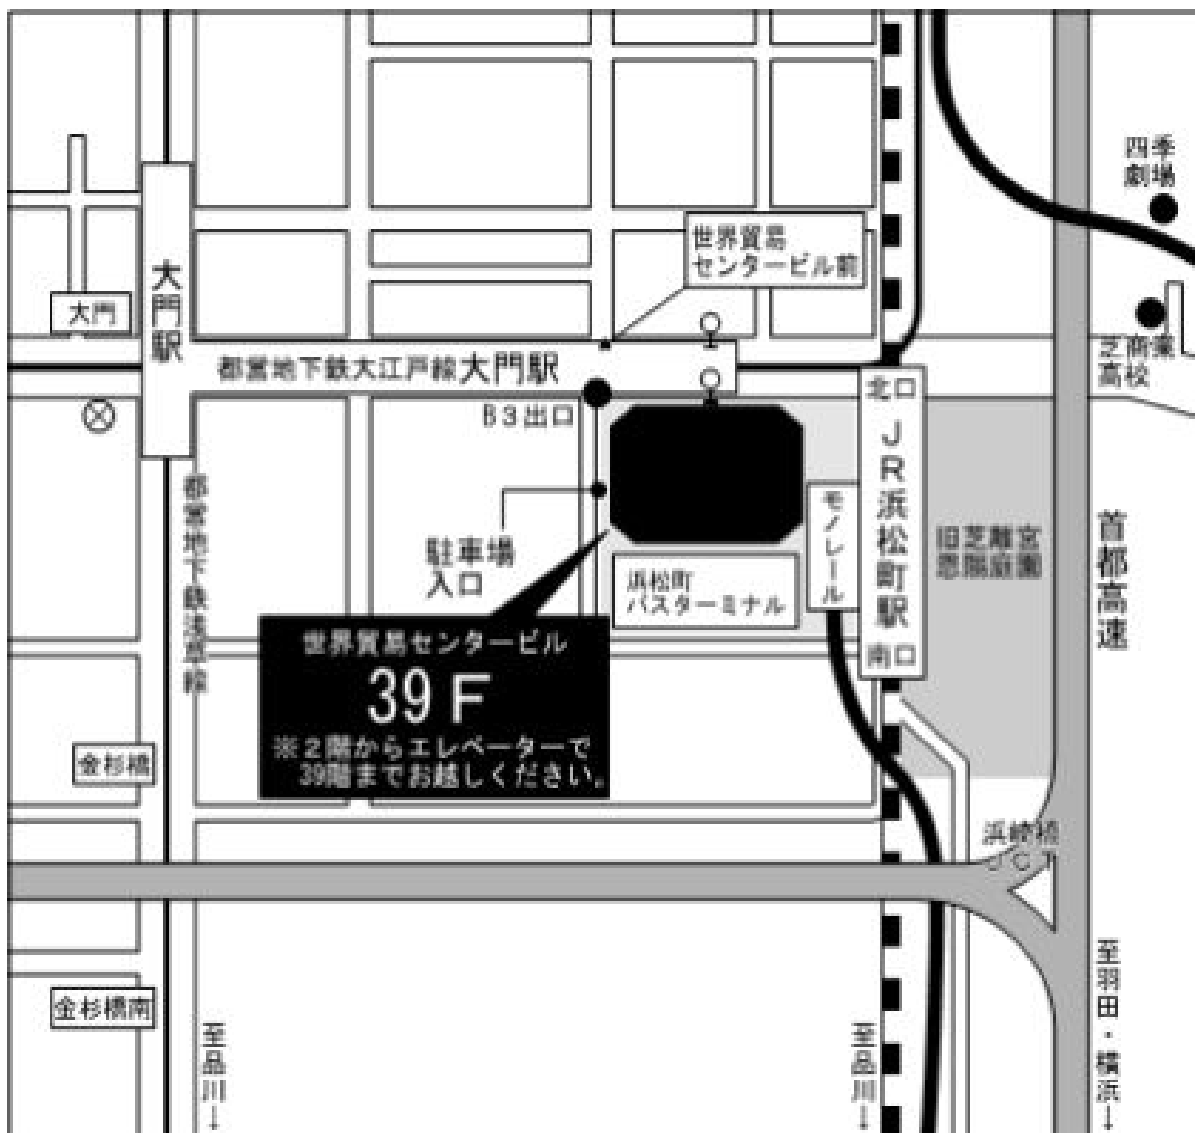 四季
劇場
世界貿易
センタービル前
大門
大門駅
都営地下鉄大江戸線大門駅
芝商業
高校
北口
B3出口
JR浜松町駅
モノレール
都営地下鉄浅草線
駐車場
入口
浜松町
バスターミナル
旧芝離宮
恩賜庭園
首都高速
南口
世界貿易センタービル
39F
※2階からエレベーターで
39階までお越しください。
金杉橋
浜崎橋
JCT
金杉橋南
至品川→
至品川→
至羽田・横浜→